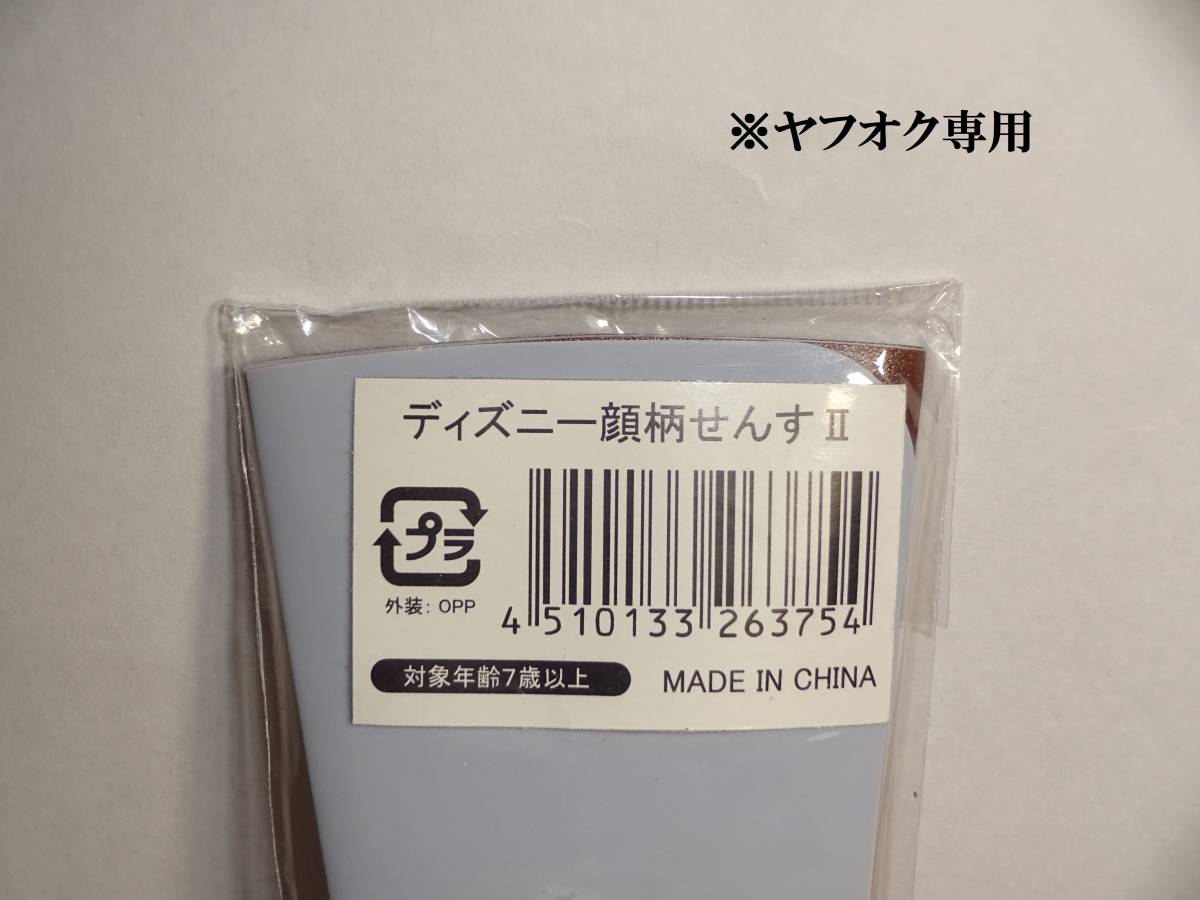 ※ヤフオク専用
ディズニー顔柄せんすⅡ
プラ
外装: OPP
4 510133 263754
対象年齢7歳以上
MADE IN CHINA